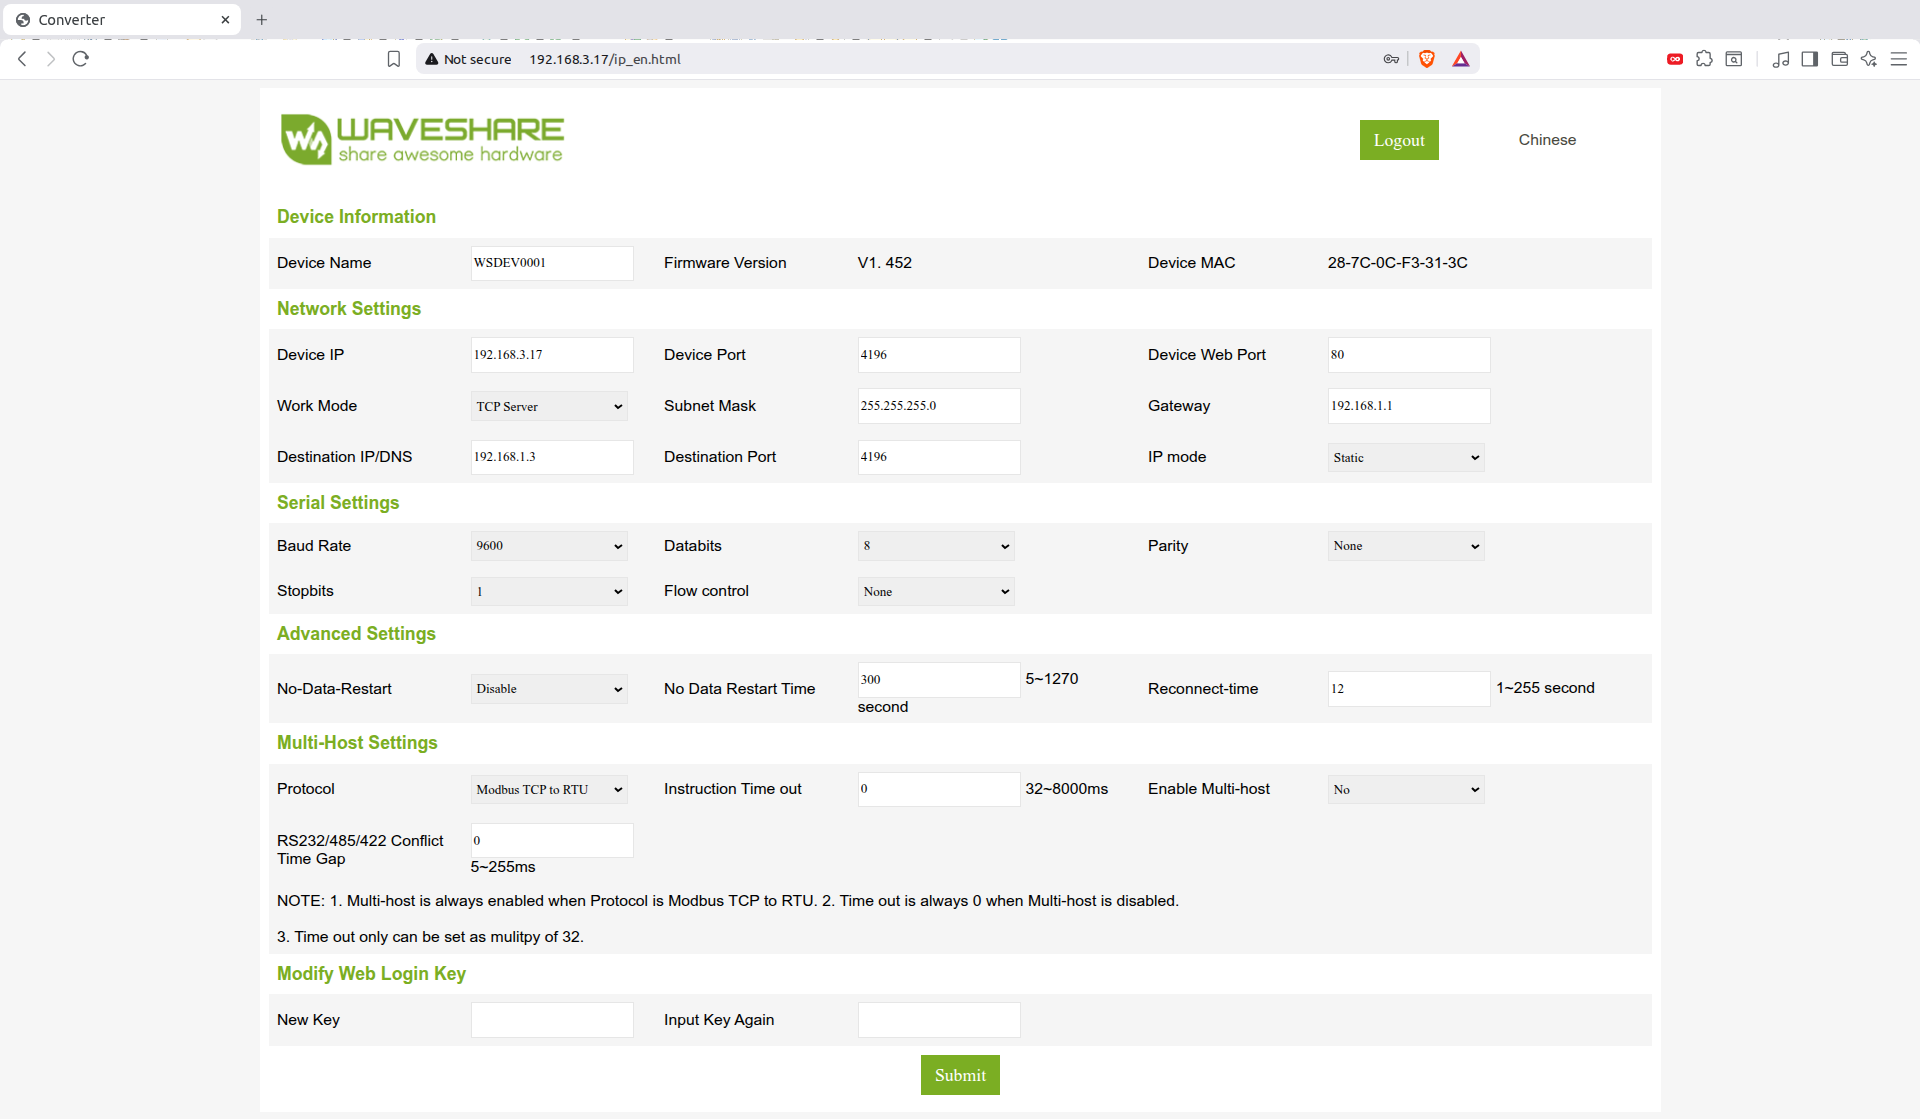 Converter
Not secure 192.168.3.17/ip_en.html
WAVESHARE
share awesome hardware
Logout Chinese
Device Information
Device Name WSDEV0001 Firmware Version V1. 452 Device MAC 28-7C-0C-F3-31-3C
Network Settings
Device IP 192.168.3.17 Device Port 4196 Device Web Port 80
Work Mode TCP Server Subnet Mask 255.255.255.0 Gateway 192.168.1.1
Destination IP/DNS 192.168.1.3 Destination Port 4196 IP mode Static
Serial Settings
Baud Rate 9600 Databits 8 Parity None
Stopbits 1 Flow control None
Advanced Settings
No-Data-Restart Disable No Data Restart Time 300 5~1270 second Reconnect-time 12 1~255 second
Multi-Host Settings
Protocol Modbus TCP to RTU Instruction Time out 0 32~8000ms Enable Multi-host No
RS232/485/422 Conflict
Time Gap 0 5~255ms
NOTE: 1. Multi-host is always enabled when Protocol is Modbus TCP to RTU. 2. Time out is always 0 when Multi-host is disabled.
3. Time out only can be set as mulitpy of 32.
Modify Web Login Key
New Key Input Key Again
Submit